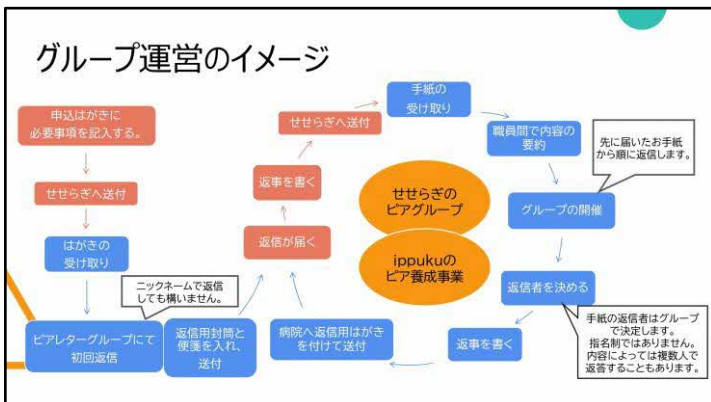 グループ運営のイメージ
申込はがきに
必要事項を記入する。
せせらぎへ送付
はがきの
受け取り
ニックネームで返信
しても構いません。
ピアレターグループにて
初回返信
返信用封筒と
便箋を入れ、
送付
返信が届く
返事を書く
せせらぎへ送付
手紙の
受け取り
職員間で内容の
要約
先に届いたお手紙
から順に返信します。
グループの開催
せせらぎの
ピアグループ
ippukuの
ピア養成事業
返信者を決める
手紙の返信者はグループ
で決定します。
指名制ではありません。
内容によっては複数人で
返答することもあります。
返事を書く
病院へ返信用はがき
を付けて送付